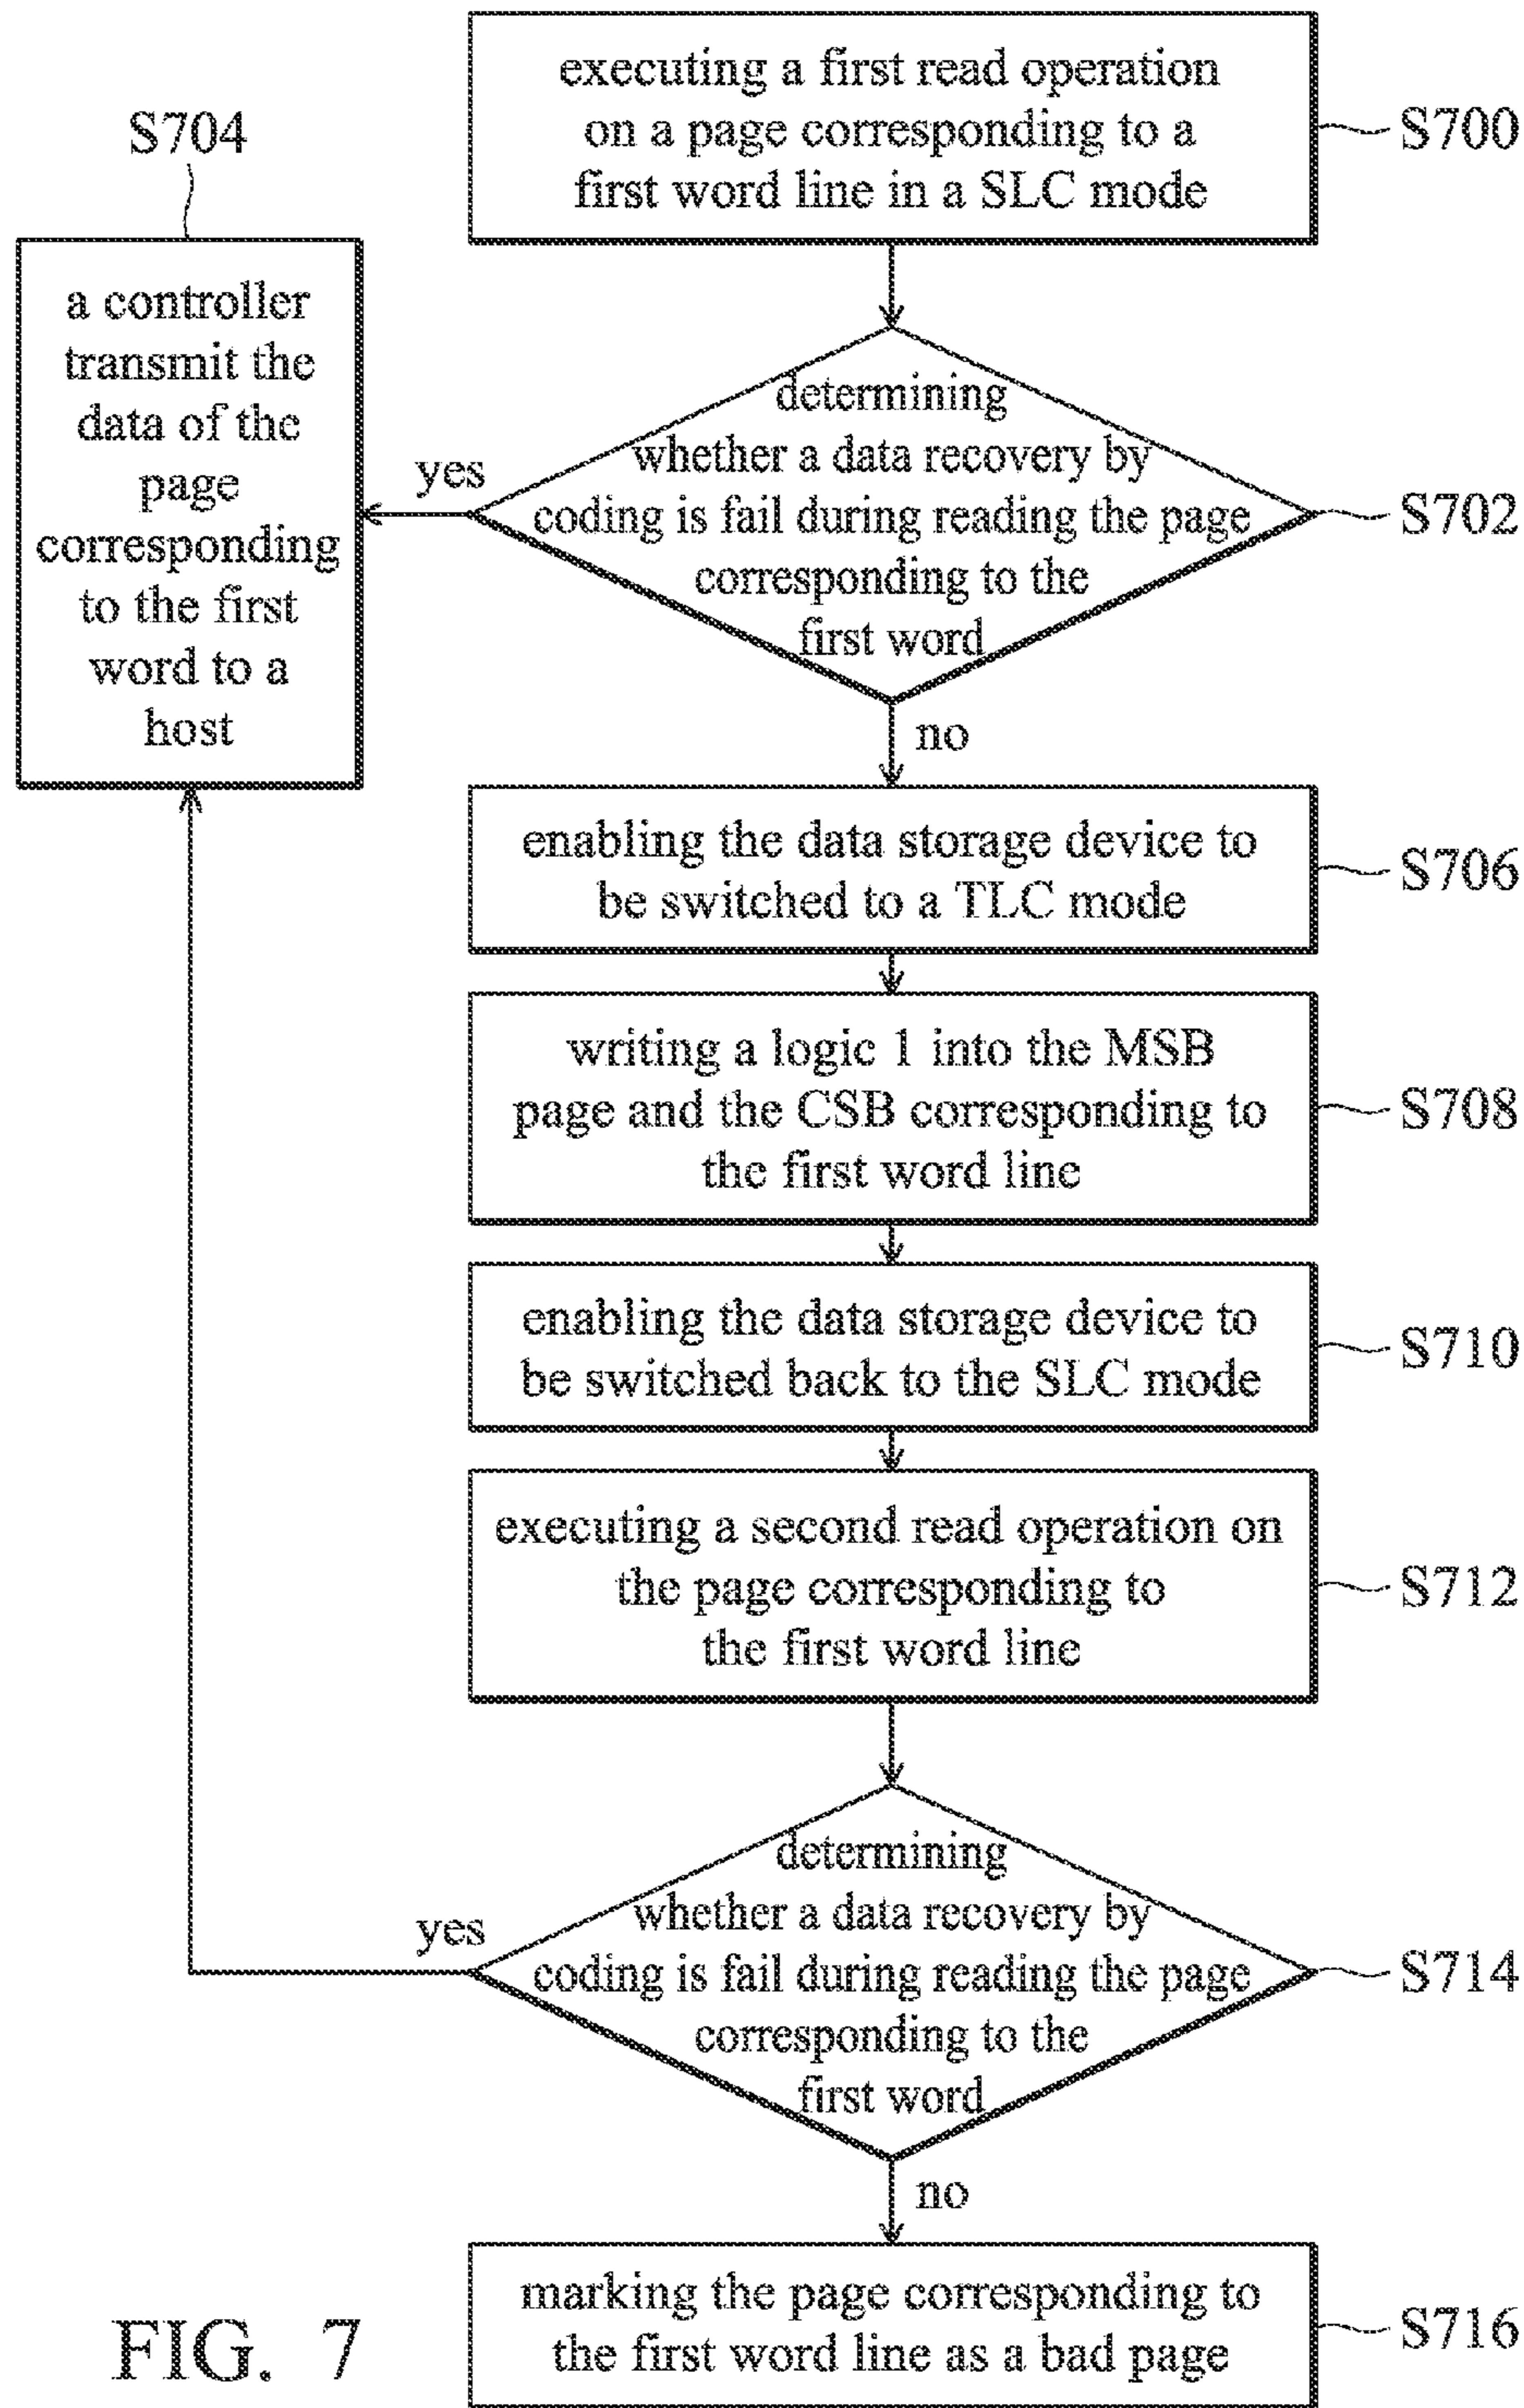 executing a first read operation
on a page corresponding to a
first word line in a SLC mode
S700
S704
a controller
transmit the
data of the
page
corresponding
to the first
word to a
host
determining
whether a data recovery by
coding is fail during reading the page
corresponding to the
first word
S702
yes
no
enabling the data storage device to
be switched to a TLC mode
S706
writing a logic 1 into the MSB
page and the CSB corresponding to
the first word line
S708
enabling the data storage device to
be switched back to the SLC mode
S710
executing a second read operation on
the page corresponding to
the first word line
S712
determining
whether a data recovery by
coding is fail during reading the page
corresponding to the
first word
S714
yes
no
marking the page corresponding to
the first word line as a bad page
S716
FIG. 7